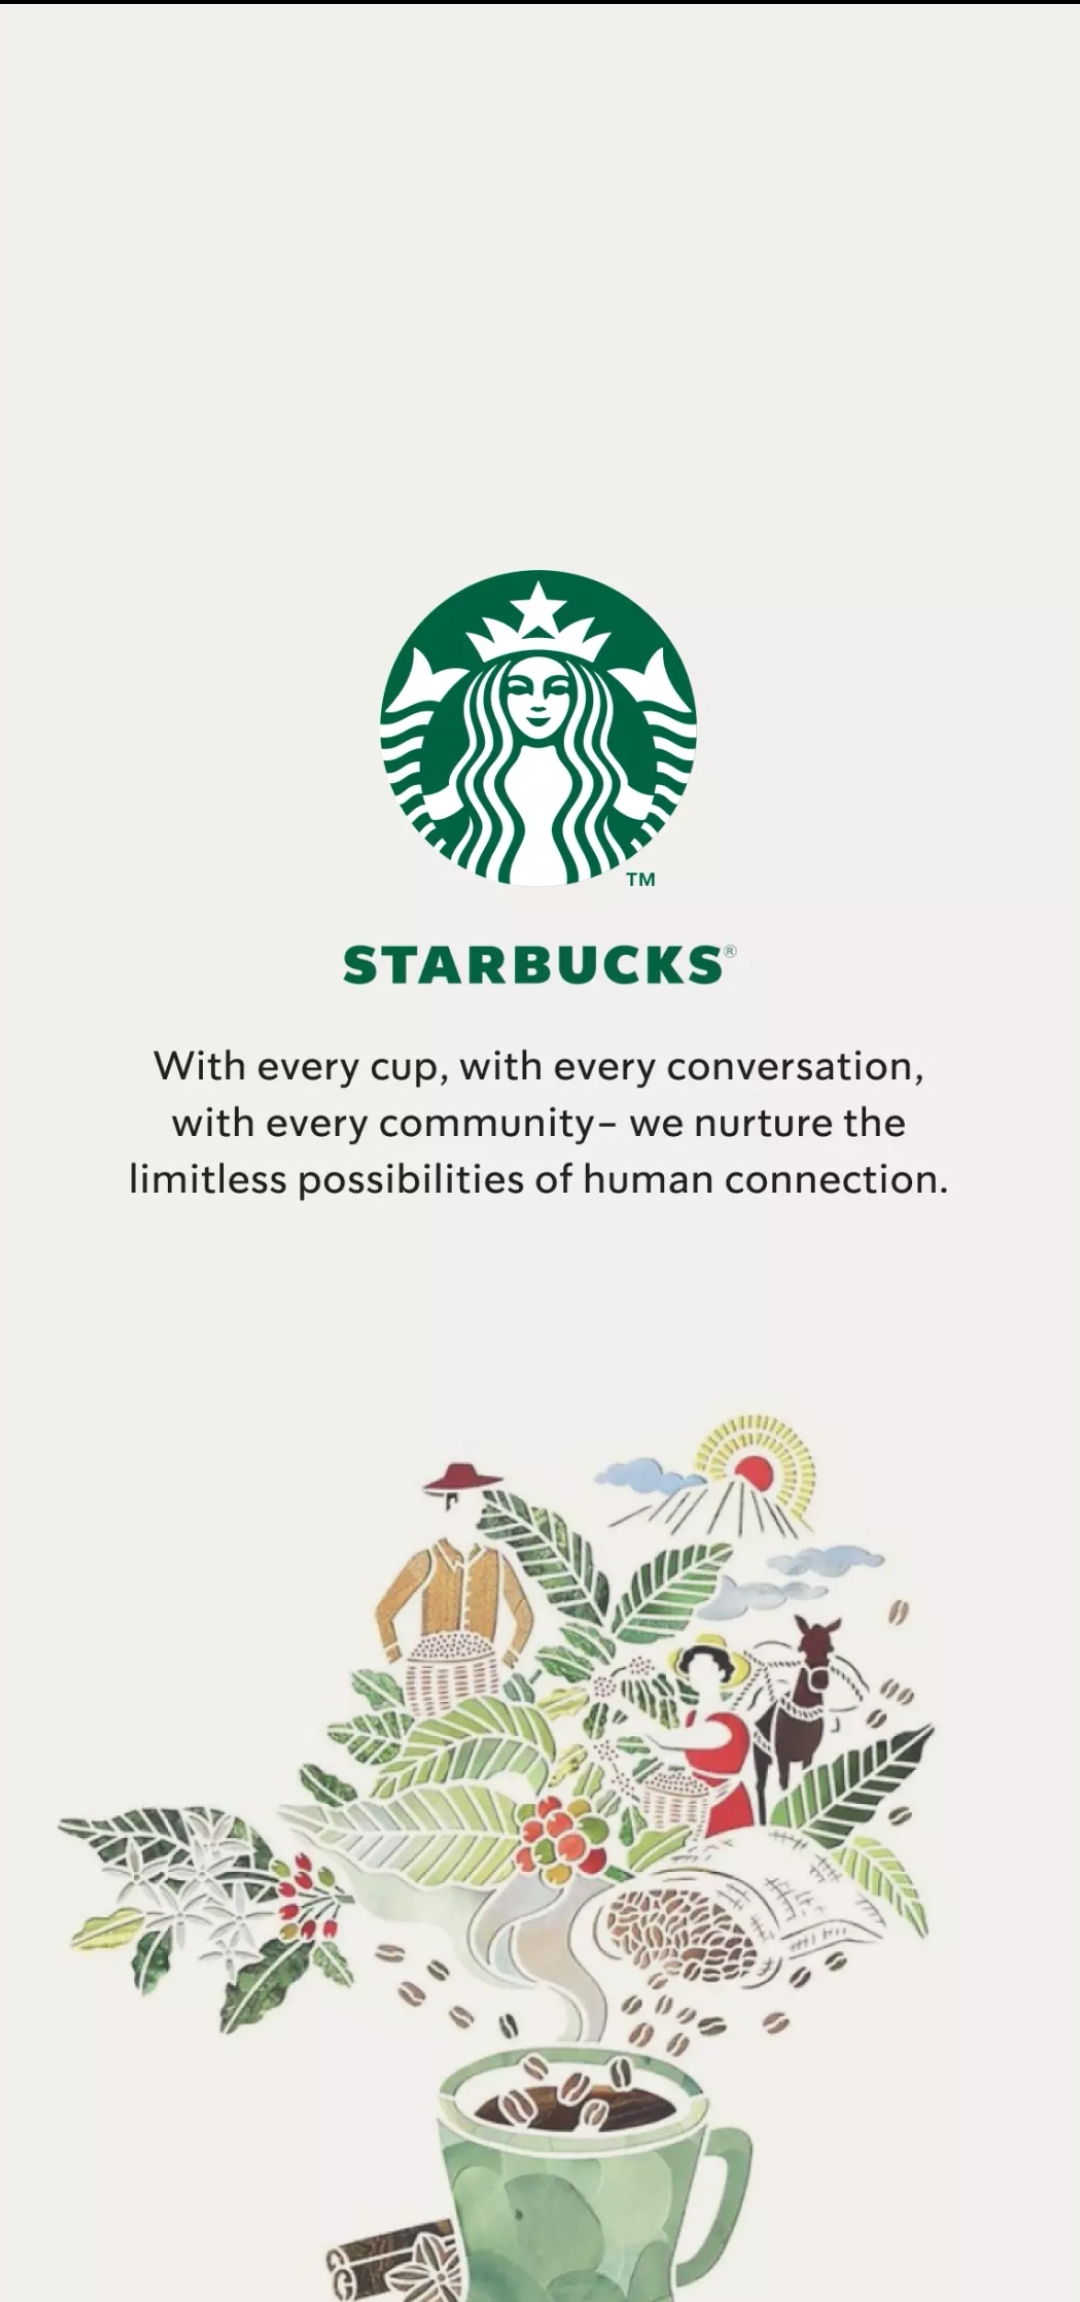 TM
STARBUCKS®
With every cup, with every conversation,
with every community– we nurture the
limitless possibilities of human connection.